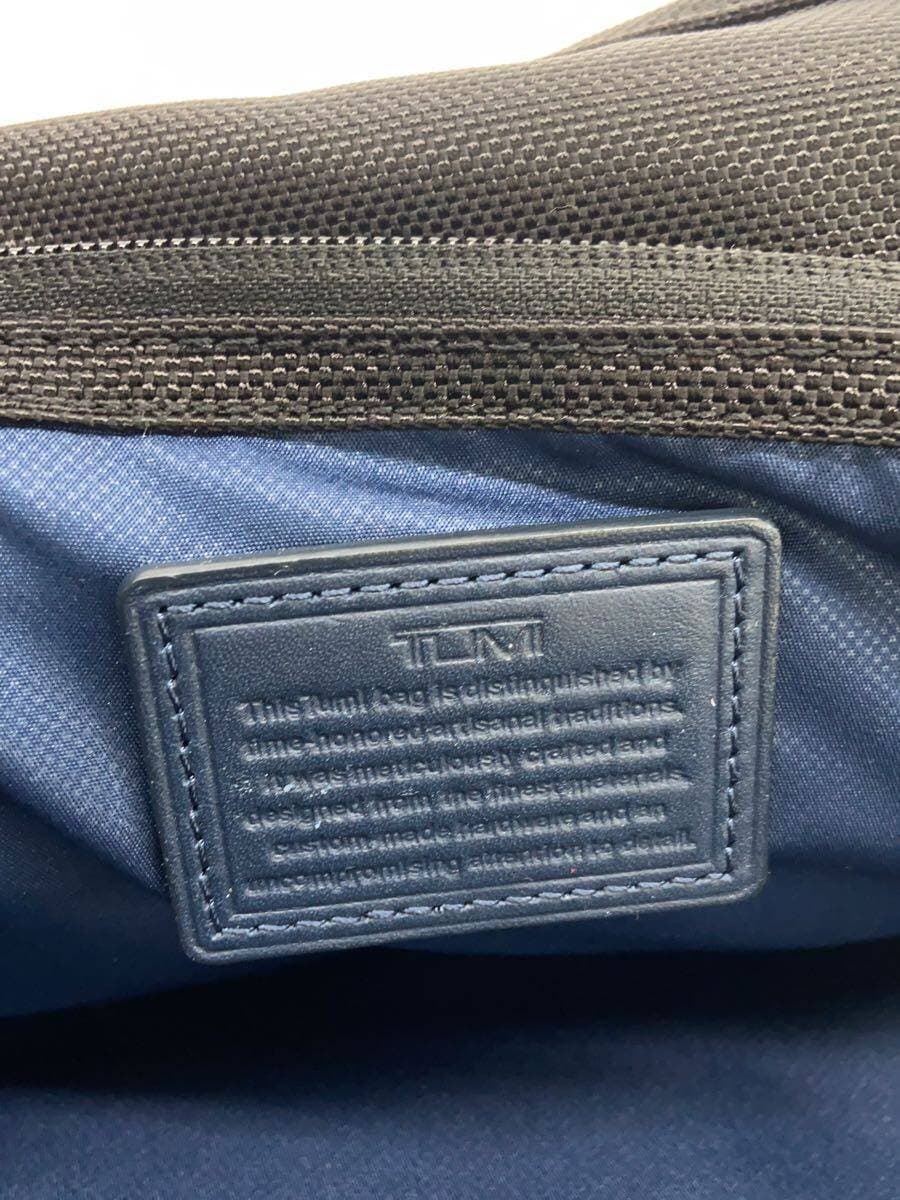 TUMI
This Tumi bag is distinguished by
time-honored artisanal traditions.
It was meticulously crafted and
designed from the finest materials,
custom, made hardware and an
uncompromising attention to detail.